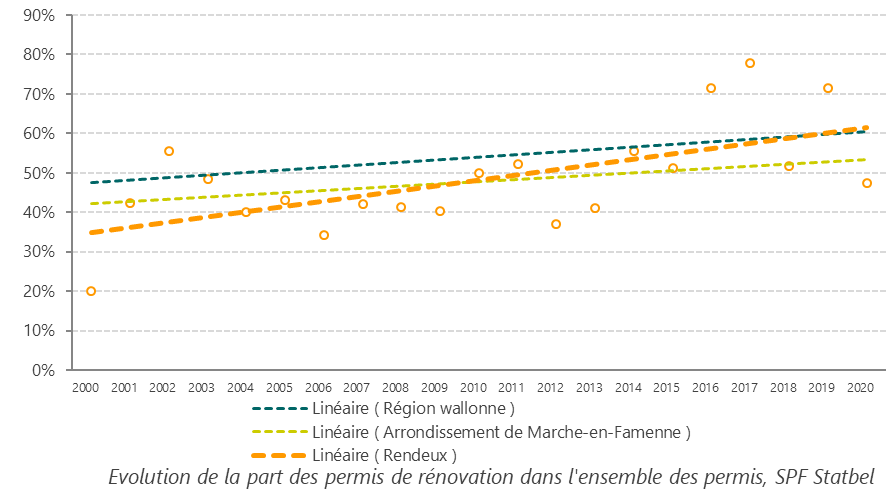 90%
80%
70%
60%
50%
40%
30%
20%
10%
0%
2000 2001 2002 2003 2004 2005 2006 2007 2008 2009 2010 2011 2012 2013 2014 2015 2016 2017 2018 2019 2020
Linéaire ( Région wallonne )
Linéaire ( Arrondissement de Marche-en-Famenne )
Linéaire ( Rendeux )
Evolution de la part des permis de rénovation dans l'ensemble des permis, SPF Statbel